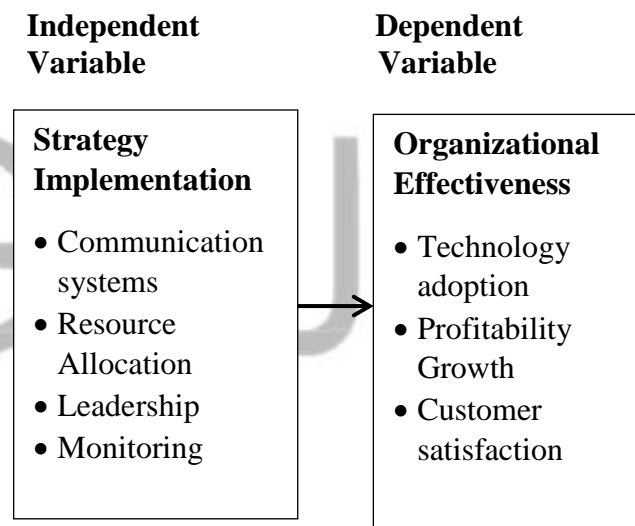 Independent
Variable
Strategy
Implementation
• Communication
systems
• Resource
Allocation
• Leadership
• Monitoring
Dependent
Variable
Organizational
Effectiveness
• Technology
adoption
• Profitability
Growth
• Customer
satisfaction